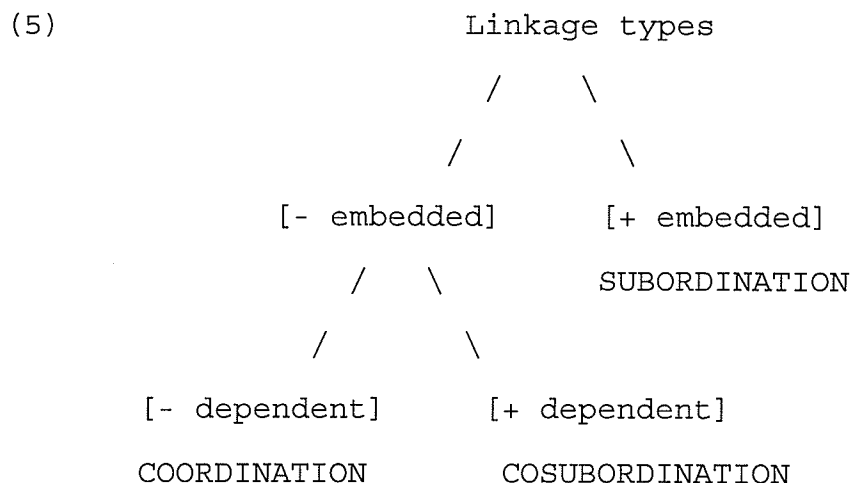 (5) Linkage types
/ \
/ \
[- embedded] [+ embedded]
/ \ SUBORDINATION
/ \
[- dependent] [+ dependent]
COORDINATION COSUBORDINATION